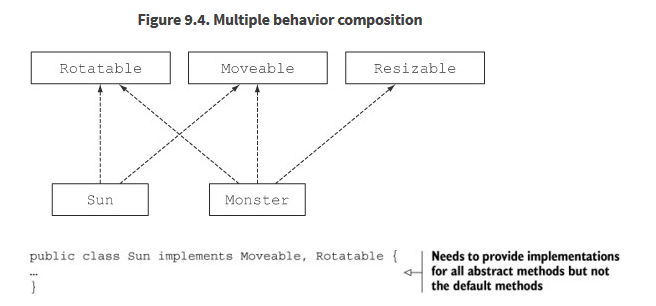 Figure 9.4. Multiple behavior composition
Rotatable
Moveable
Resizable
Sun
Monster
public class Sun implements Moveable, Rotatable {
…
}
Needs to provide implementations
for all abstract methods but not
the default methods